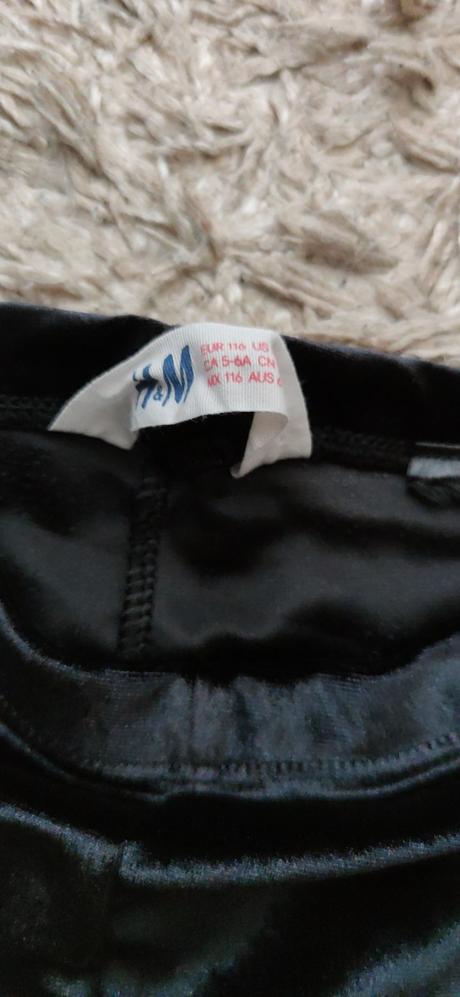 H&M
EUR 116 US
CA 5-6A CN
MX 116 AUS